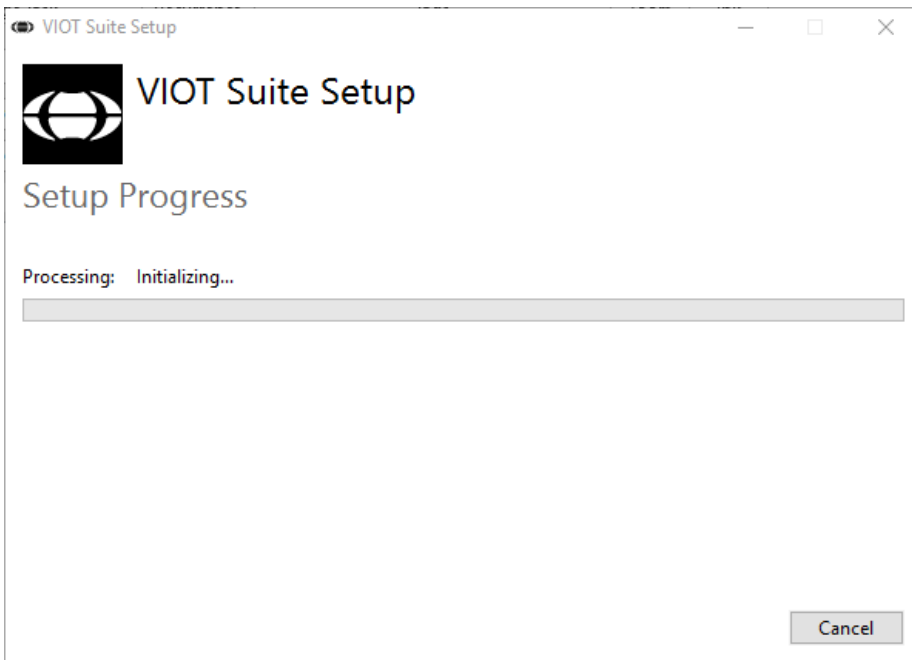 VIOT Suite Setup
VIOT Suite Setup
Setup Progress
Processing: Initializing...
Cancel